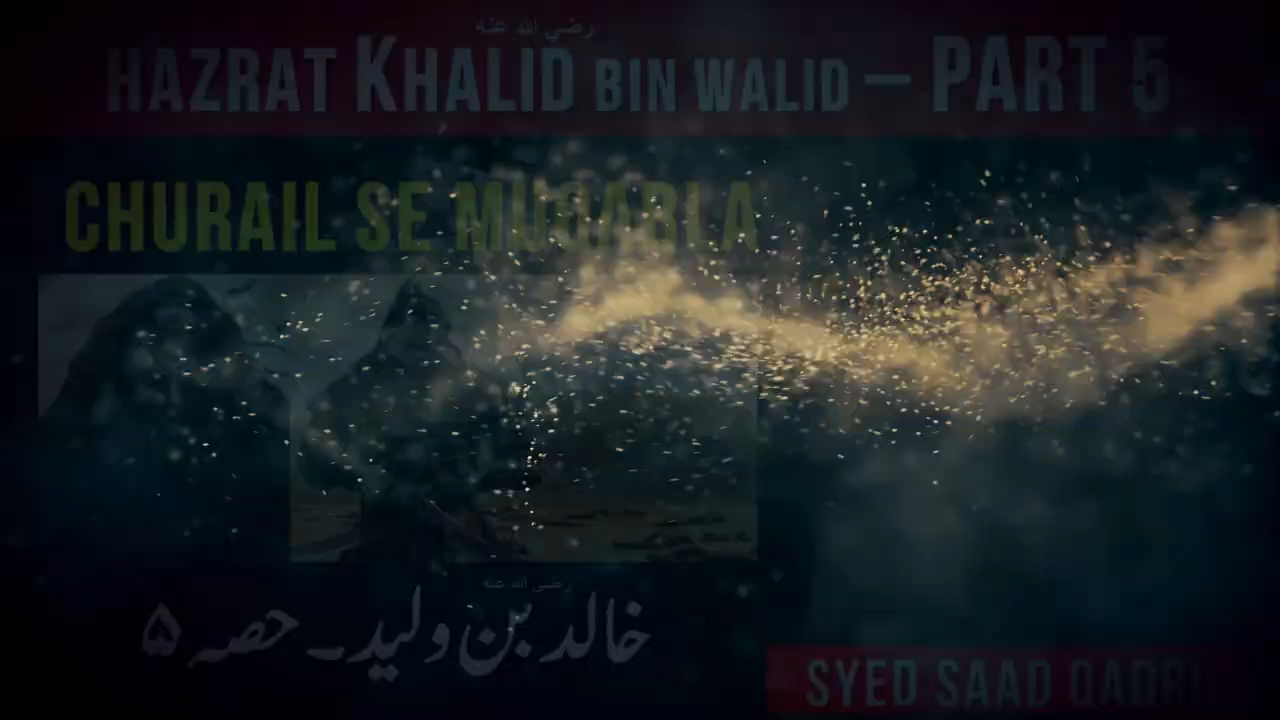 رضي الله عنه
HAZRAT KHALID BIN WALID – PART 5
CHURAIL SE MUQABLA
رضي الله عنه
خالد بن ولید۔ حصہ ۵
SYED SAAD QADRI